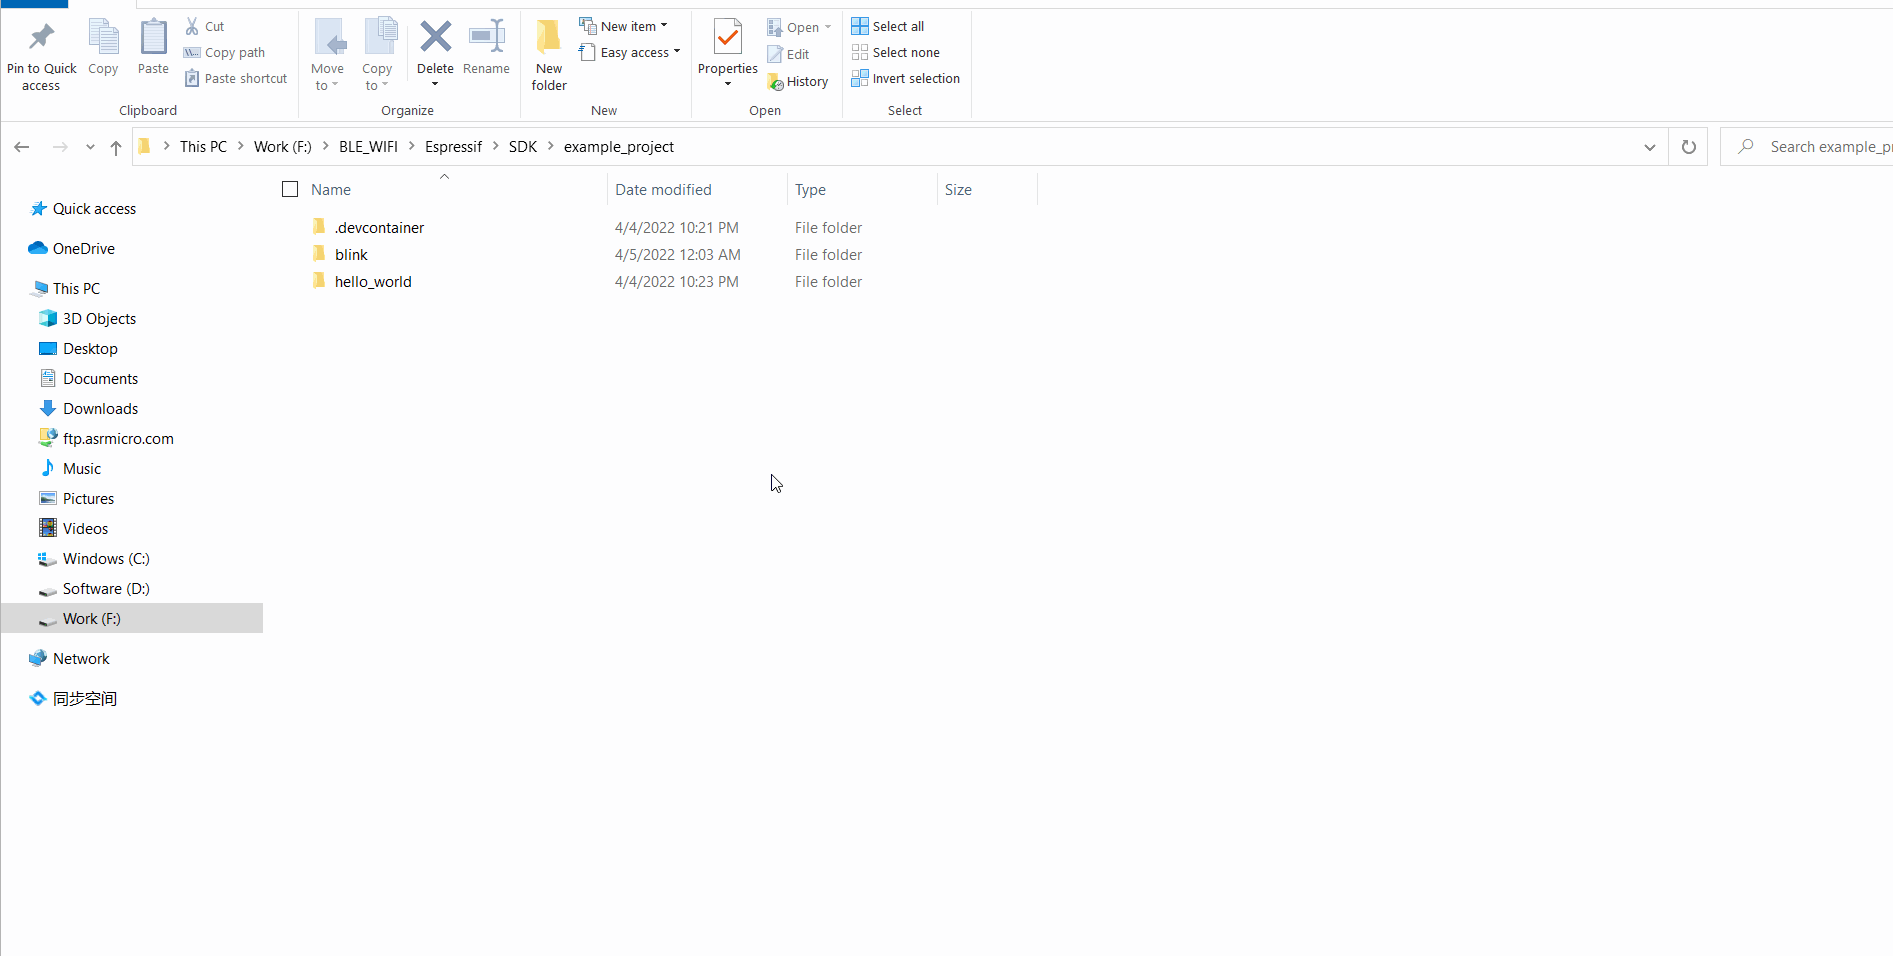 Pin to Quick access
Copy
Paste
Cut
Copy path
Paste shortcut
Clipboard
Move to
Copy to
Delete
Rename
Organize
New folder
New item
Easy access
New
Properties
Open
Edit
History
Open
Select all
Select none
Invert selection
Select
This PC
Work (F:)
BLE_WIFI
Espressif
SDK
example_project
Search example_pr
Name
Date modified
Type
Size
.devcontainer 4/4/2022 10:21 PM File folder
blink 4/5/2022 12:03 AM File folder
hello_world 4/4/2022 10:23 PM File folder
Quick access
OneDrive
This PC
3D Objects
Desktop
Documents
Downloads
ftp.asrmicro.com
Music
Pictures
Videos
Windows (C:)
Software (D:)
Work (F:)
Network
同步空间